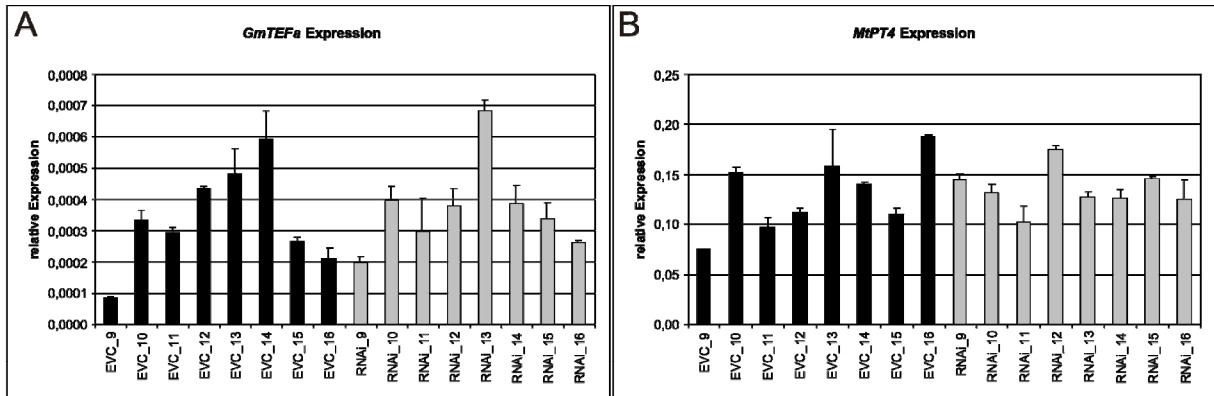 A
GmTEFa Expression
relative Expression
0,0008
0,0007
0,0006
0,0005
0,0004
0,0003
0,0002
0,0001
0,0000
EVC_9
EVC_10
EVC_11
EVC_12
EVC_13
EVC_14
EVC_15
EVC_16
RNAi_9
RNAi_10
RNAi_11
RNAi_12
RNAi_13
RNAi_14
RNAi_15
RNAi_16
B
MtPT4 Expression
relative Expression
0,25
0,20
0,15
0,10
0,05
0,00
EVC_9
EVC_10
EVC_11
EVC_12
EVC_13
EVC_14
EVC_15
EVC_16
RNAi_9
RNAi_10
RNAi_11
RNAi_12
RNAi_13
RNAi_14
RNAi_15
RNAi_16